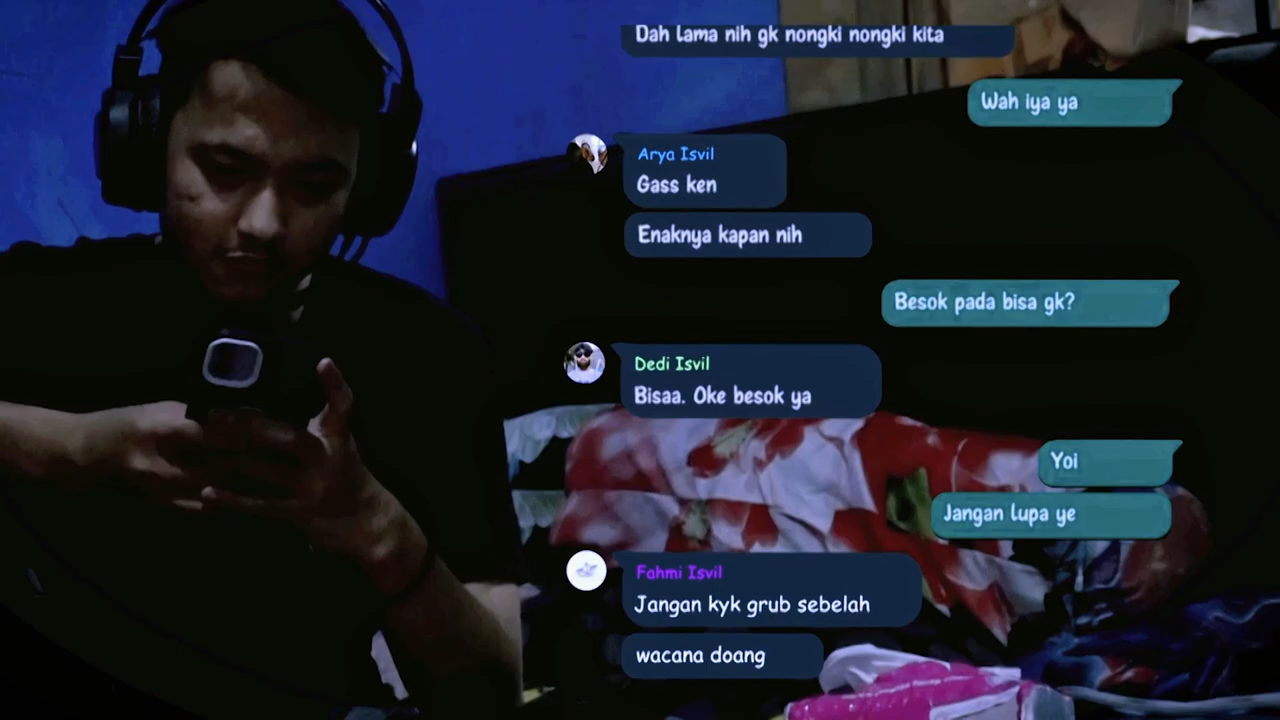 Dah lama nih gk nongki nongki kita
Wah iya ya
Arya Isvil
Gass ken
Enaknya kapan nih
Besok pada bisa gk?
Dedi Isvil
Bisaa. Oke besok ya
Yoi
Jangan lupa ye
Fahmi Isvil
Jangan kyk grub sebelah
wacana doang